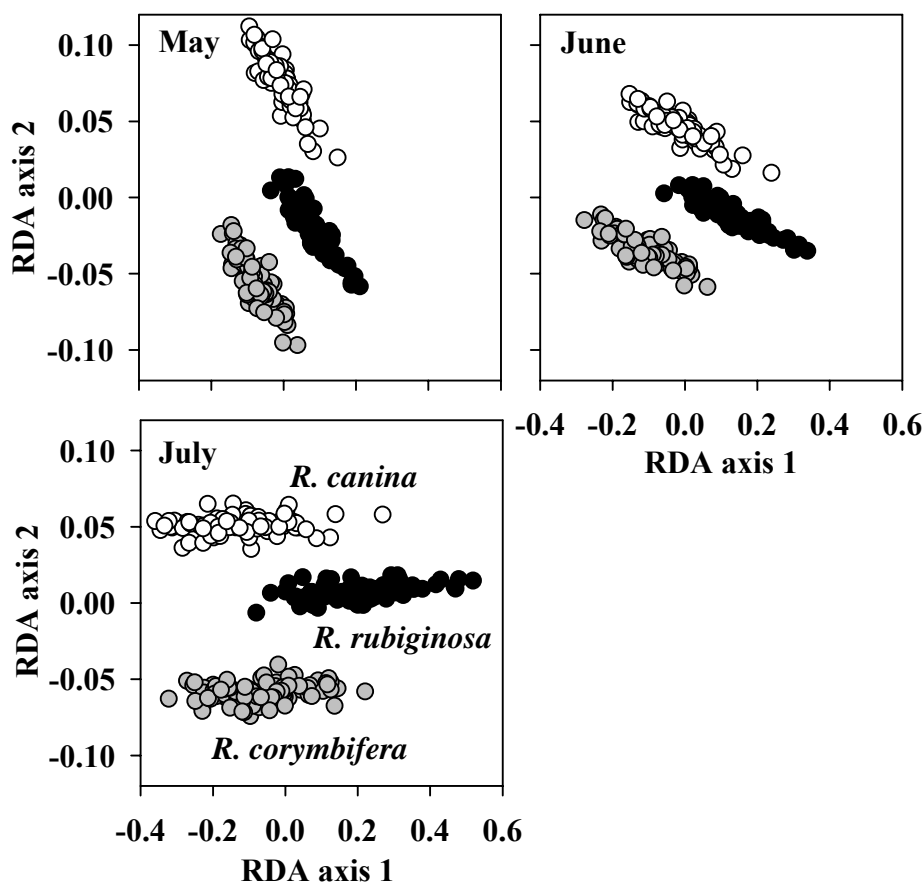 May
0.10
0.05
0.00
-0.05
-0.10
RDA axis 2
June
-0.4 -0.2 0.0 0.2 0.4 0.6
RDA axis 1
July
R. canina
R. rubiginosa
R. corymbifera
0.10
0.05
0.00
-0.05
-0.10
RDA axis 2
-0.4 -0.2 0.0 0.2 0.4 0.6
RDA axis 1